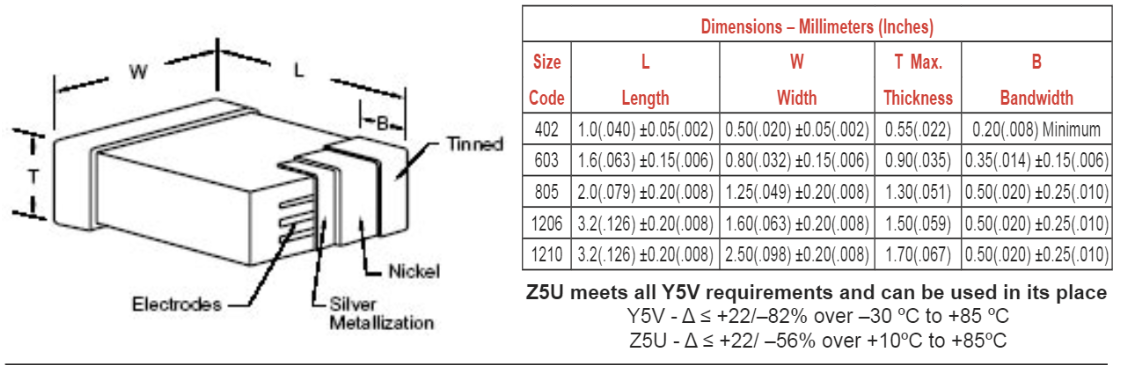 W
L
B
Tinned
T
Nickel
Electrodes
Silver
Metallization
Dimensions – Millimeters (Inches)
Size Code L Length W Width T Max. Thickness B Bandwidth
402 1.0(.040) ±0.05(.002) 0.50(.020) ±0.05(.002) 0.55(.022) 0.20(.008) Minimum
603 1.6(.063) ±0.15(.006) 0.80(.032) ±0.15(.006) 0.90(.035) 0.35(.014) ±0.15(.006)
805 2.0(.079) ±0.20(.008) 1.25(.049) ±0.20(.008) 1.30(.051) 0.50(.020) ±0.25(.010)
1206 3.2(.126) ±0.20(.008) 1.60(.063) ±0.20(.008) 1.50(.059) 0.50(.020) ±0.25(.010)
1210 3.2(.126) ±0.20(.008) 2.50(.098) ±0.20(.008) 1.70(.067) 0.50(.020) ±0.25(.010)
Z5U meets all Y5V requirements and can be used in its place
Y5V - Δ ≤ +22/–82% over –30 ºC to +85 ºC
Z5U - Δ ≤ +22/ –56% over +10ºC to +85ºC